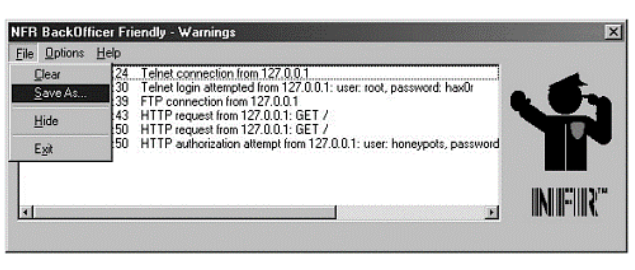 NFR BackOfficer Friendly - Warnings
File Options Help
Clear
Save As...
Hide
Exit
:24 Telnet connection from 127.0.0.1
:30 Telnet login attempted from 127.0.0.1: user: root, password: hax0r
:39 FTP connection from 127.0.0.1
:43 HTTP request from 127.0.0.1: GET /
:50 HTTP request from 127.0.0.1: GET /
:50 HTTP authorization attempt from 127.0.0.1: user: honeypots, password
NFR™